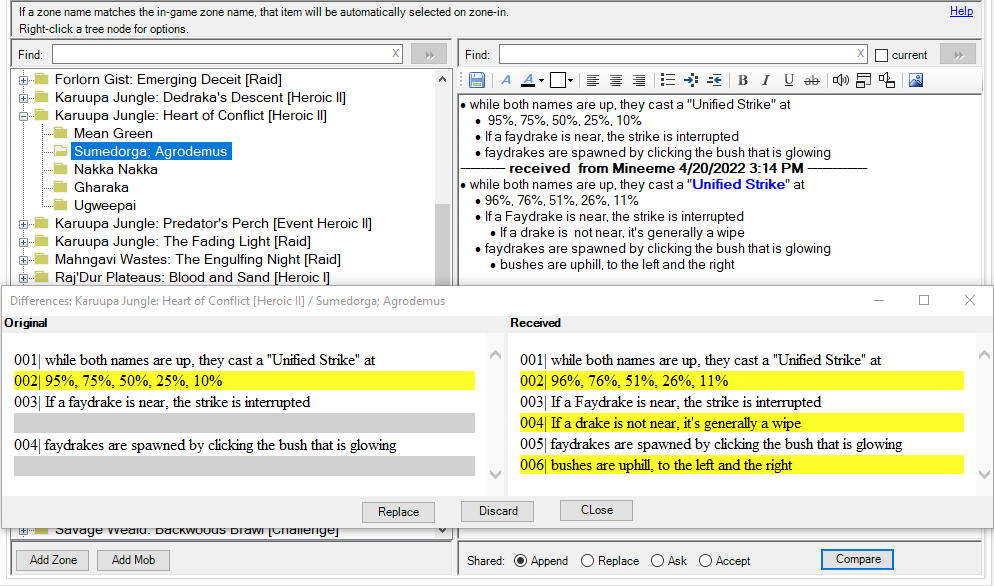 If a zone name matches the in-game zone name, that item will be automatically selected on zone-in.
Help
Right-click a tree node for options.
Find:
X
Find:
X
current
Forlorn Gist: Emerging Deceit [Raid]
Karuupa Jungle: Dedraka's Descent [Heroic II]
Karuupa Jungle: Heart of Conflict [Heroic II]
Mean Green
Sumedorga; Agrodemus
Nakka Nakka
Gharaka
Ugweepai
Karuupa Jungle: Predator's Perch [Event Heroic II]
Karuupa Jungle: The Fading Light [Raid]
Mahngavi Wastes: The Engulfing Night [Raid]
Raj'Dur Plateaus: Blood and Sand [Heroic I]
A A B I U ab
• while both names are up, they cast a "Unified Strike" at
• 95%, 75%, 50%, 25%, 10%
• If a faydrake is near, the strike is interrupted
• faydrakes are spawned by clicking the bush that is glowing
--------- received from Mineeme 4/20/2022 3:14 PM ------------
• while both names are up, they cast a "Unified Strike" at
• 96%, 76%, 51%, 26%, 11%
• If a Faydrake is near, the strike is interrupted
• If a drake is not near, it's generally a wipe
• faydrakes are spawned by clicking the bush that is glowing
• bushes are uphill, to the left and the right
Differences: Karuupa Jungle: Heart of Conflict [Heroic II] / Sumedorga; Agrodemus
Original
001| while both names are up, they cast a "Unified Strike" at
002| 95%, 75%, 50%, 25%, 10%
003| If a faydrake is near, the strike is interrupted
004| faydrakes are spawned by clicking the bush that is glowing
Received
001| while both names are up, they cast a "Unified Strike" at
002| 96%, 76%, 51%, 26%, 11%
003| If a Faydrake is near, the strike is interrupted
004| If a drake is not near, it's generally a wipe
005| faydrakes are spawned by clicking the bush that is glowing
006| bushes are uphill, to the left and the right
Replace
Discard
CLose
Savage Weald: Backwoods Brawl [Challenge]
Add Zone
Add Mob
Shared:
Append
Replace
Ask
Accept
Compare